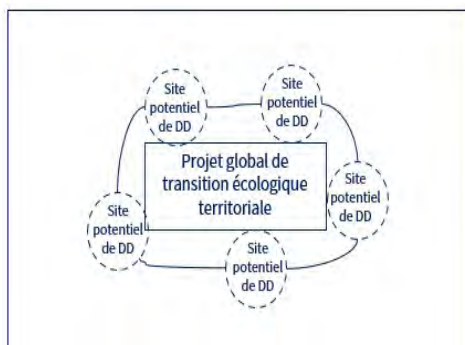 Site
potentiel
de DD
Site
potentiel
de DD
Projet global de
transition écologique
territoriale
Site
potentiel
de DD
Site
potentiel
de DD
Site
potentiel
de DD